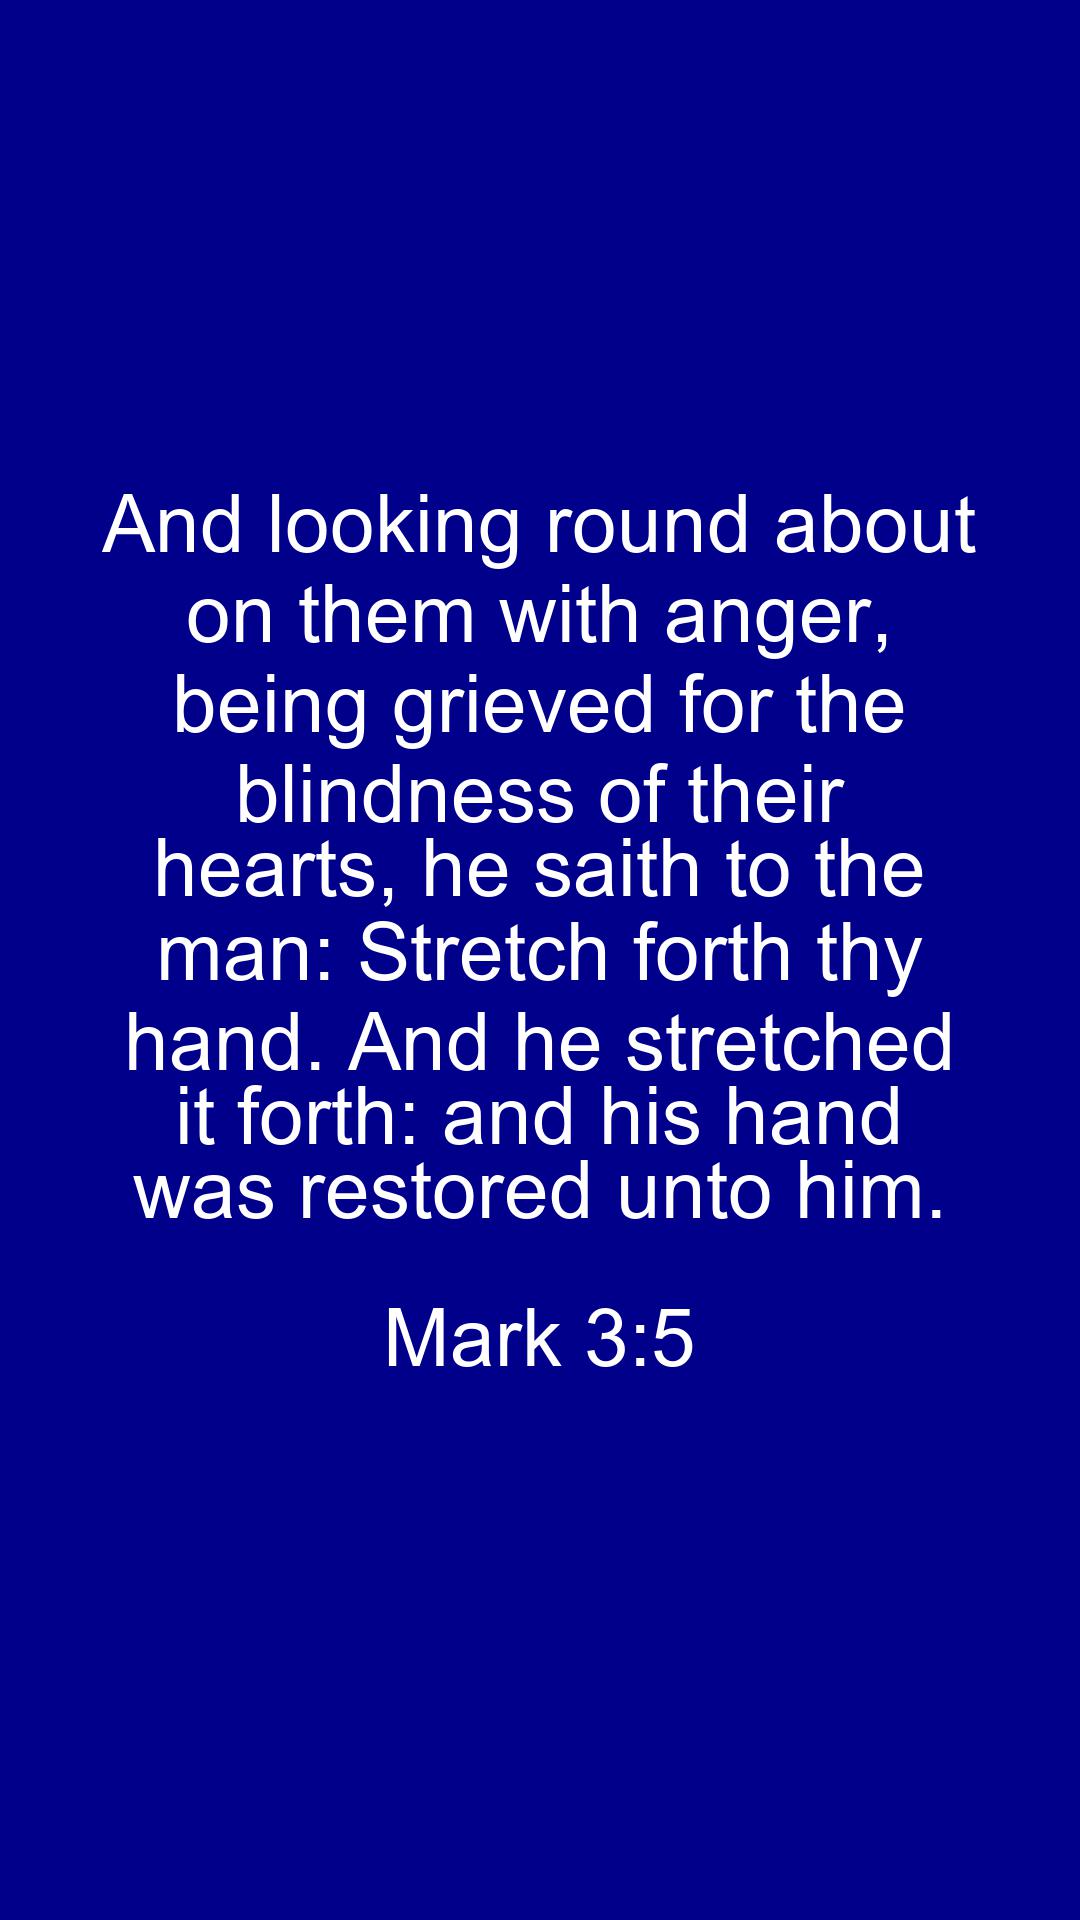 And looking round about
on them with anger,
being grieved for the
blindness of their
hearts, he saith to the
man: Stretch forth thy
hand. And he stretched
it forth: and his hand
was restored unto him.
Mark 3:5